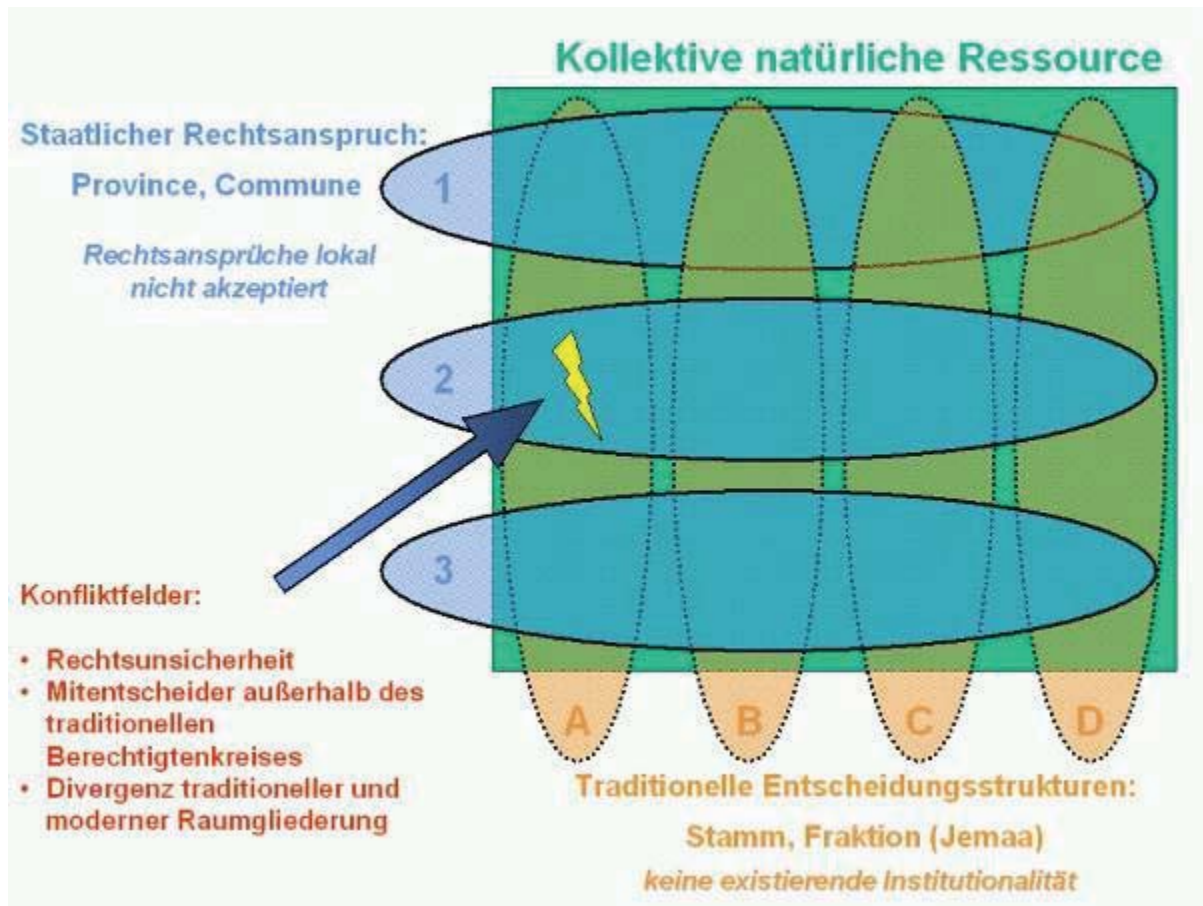 Kollektive natürliche Ressource
Staatlicher Rechtsanspruch:
Province, Commune
Rechtsansprüche lokal
nicht akzeptiert
1
2
3
Konfliktfelder:
• Rechtsunsicherheit
• Mitentscheider außerhalb des
traditionellen
Berechtigtenkreises
• Divergenz traditioneller und
moderner Raumgliederung
A B C D
Traditionelle Entscheidungsstrukturen:
Stamm, Fraktion (Jemaa)
keine existierende Institutionalität